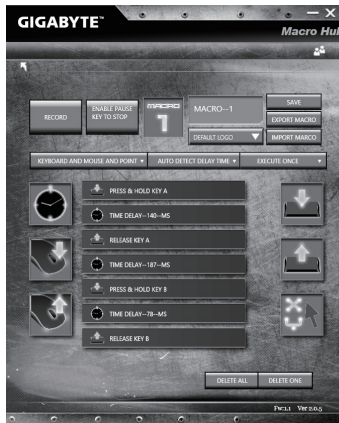 GIGABYTE™
Macro Hub
RECORD
ENABLE PAUSE
KEY TO STOP
MACRO
1
MACRO--1
DEFAULT LOGO
SAVE
EXPORT MACRO
IMPORT MARCO
KEYBOARD AND MOUSE AND POINT
AUTO DETECT DELAY TIME
EXECUTE ONCE
PRESS & HOLD KEY A
TIME DELAY--140--MS
RELEASE KEY A
TIME DELAY--187--MS
PRESS & HOLD KEY B
TIME DELAY--78--MS
RELEASE KEY B
DELETE ALL
DELETE ONE
Fw:1.1 Ver 2.0.5